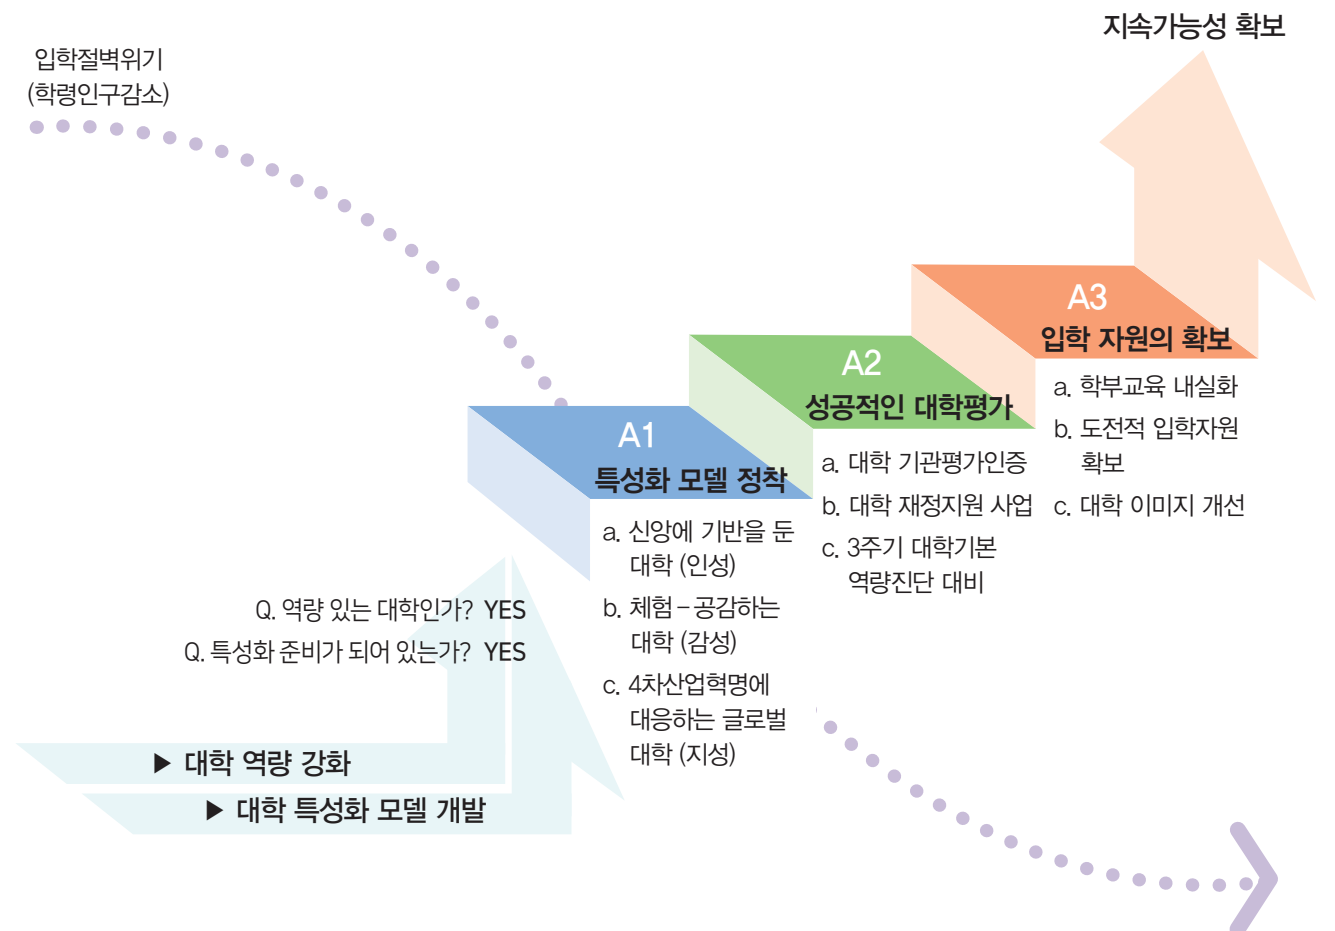 지속가능성 확보
입학절벽위기
(학령인구감소)
A3
입학 자원의 확보
a. 학부교육 내실화
b. 도전적 입학자원
확보
c. 대학 이미지 개선
A2
성공적인 대학평가
a. 대학 기관평가인증
b. 대학 재정지원 사업
c. 3주기 대학기본
역량진단 대비
A1
특성화 모델 정착
a. 신앙에 기반을 둔
대학 (인성)
b. 체험 – 공감하는
대학 (감성)
c. 4차산업혁명에
대응하는 글로벌
대학 (지성)
Q. 역량 있는 대학인가? YES
Q. 특성화 준비가 되어 있는가? YES
▶ 대학 역량 강화
▶ 대학 특성화 모델 개발